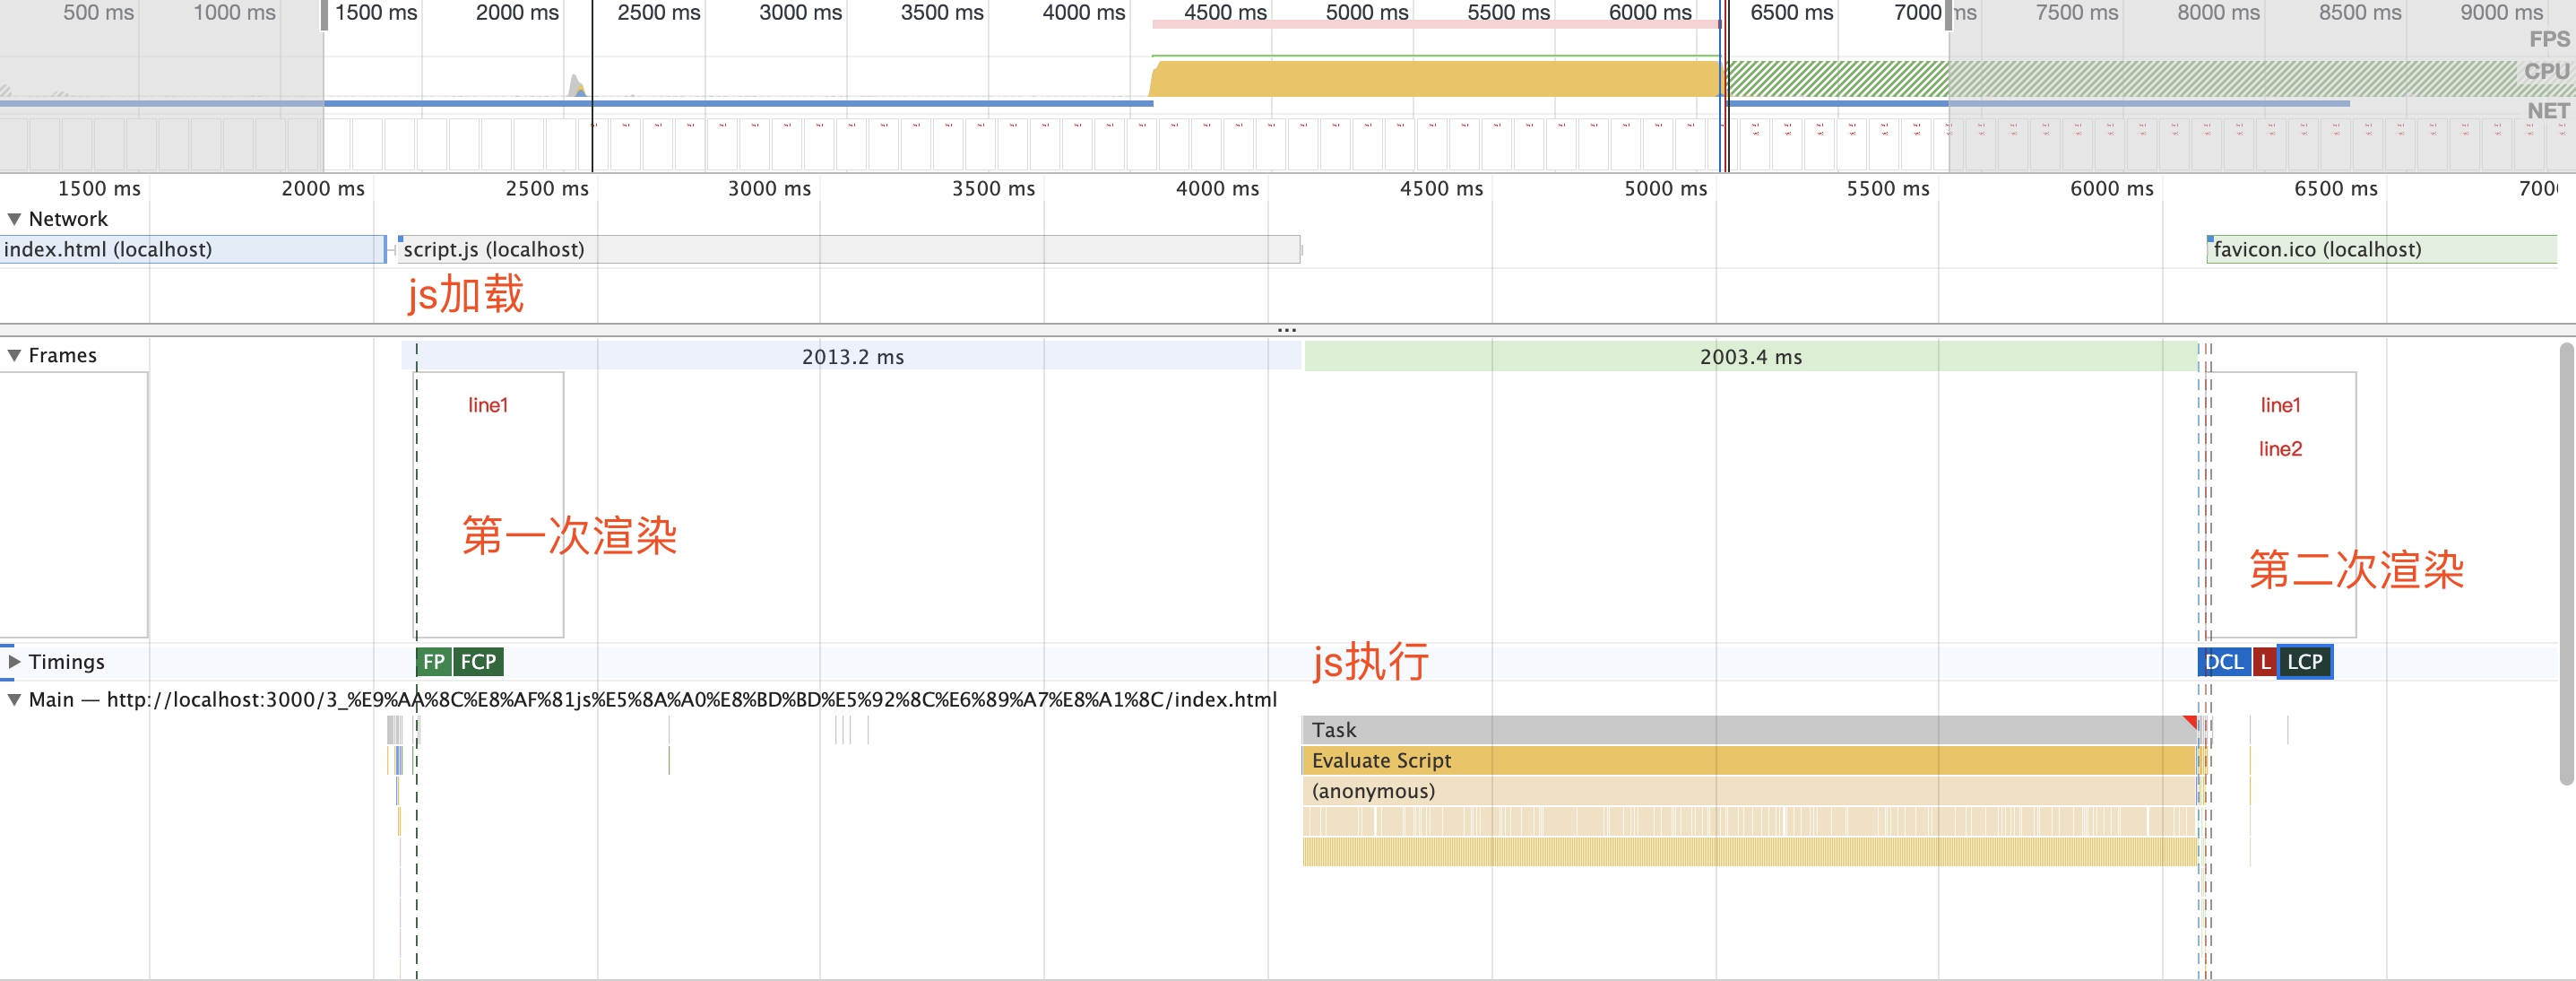 500 ms 1000 ms 1500 ms 2000 ms 2500 ms 3000 ms 3500 ms 4000 ms 4500 ms 5000 ms 5500 ms 6000 ms 6500 ms 7000 ms 7500 ms 8000 ms 8500 ms 9000 ms
FPS
CPU
NET
1500 ms 2000 ms 2500 ms 3000 ms 3500 ms 4000 ms 4500 ms 5000 ms 5500 ms 6000 ms 6500 ms 7000
Network
index.html (localhost) script.js (localhost) favicon.ico (localhost)
js加载
...
Frames 2013.2 ms 2003.4 ms
line1 line1
line2
第一次渲染
第二次渲染
js执行
Timings FP FCP DCL L LCP
Main — http://localhost:3000/3_%E9%AA%8C%E8%AF%81js%E5%8A%A0%E8%BD%BD%E5%92%8C%E6%89%A7%E8%A1%8C/index.html
Task
Evaluate Script
(anonymous)